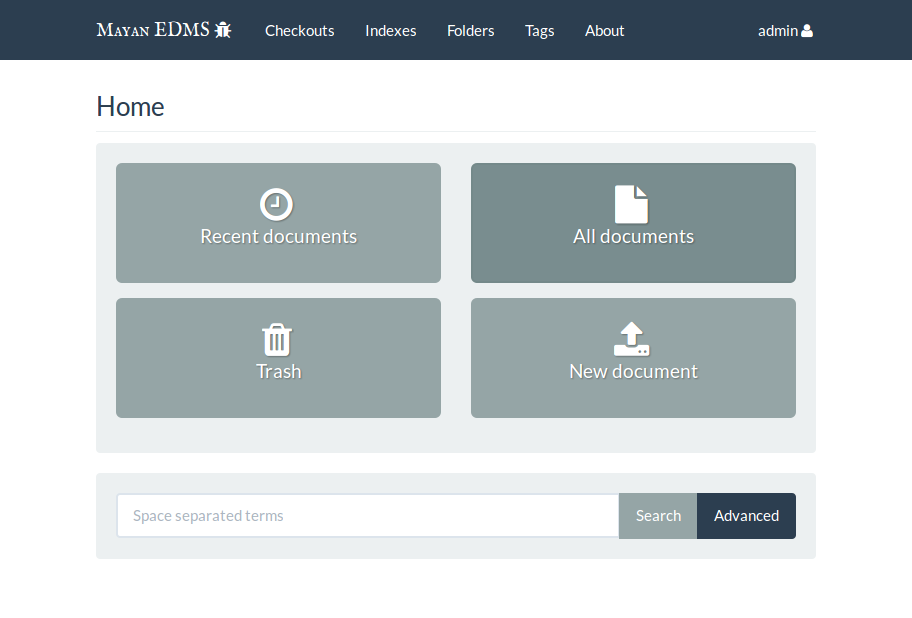 Mayan EDMS Checkouts Indexes Folders Tags About admin
Home
Recent documents All documents
Trash New document
Space separated terms Search Advanced